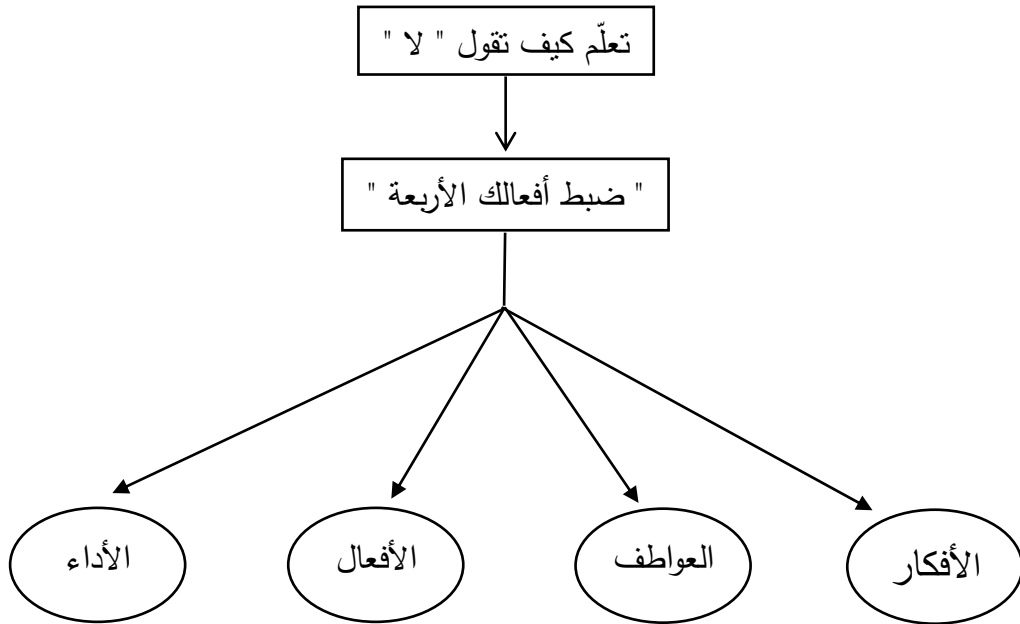 تعلّم كيف تقول " لا "
" ضبط أفعالك الأربعة "
الأفكار
العواطف
الأفعال
الأداء